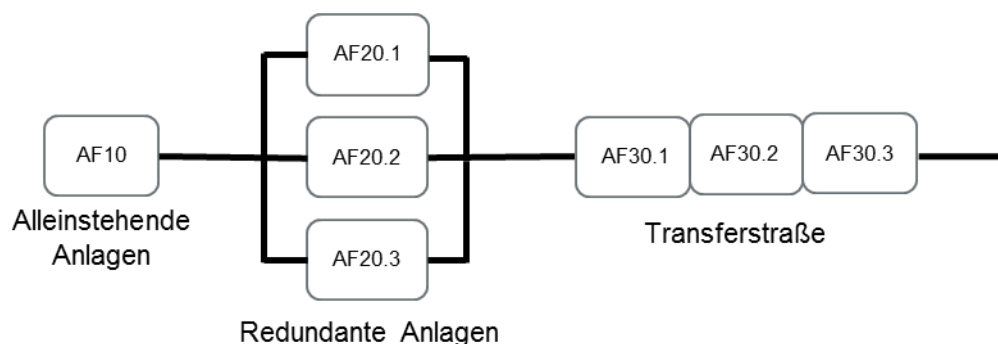 AF10
Alleinstehende
Anlagen
AF20.1
AF20.2
AF20.3
Redundante Anlagen
AF30.1
AF30.2
AF30.3
Transferstraße